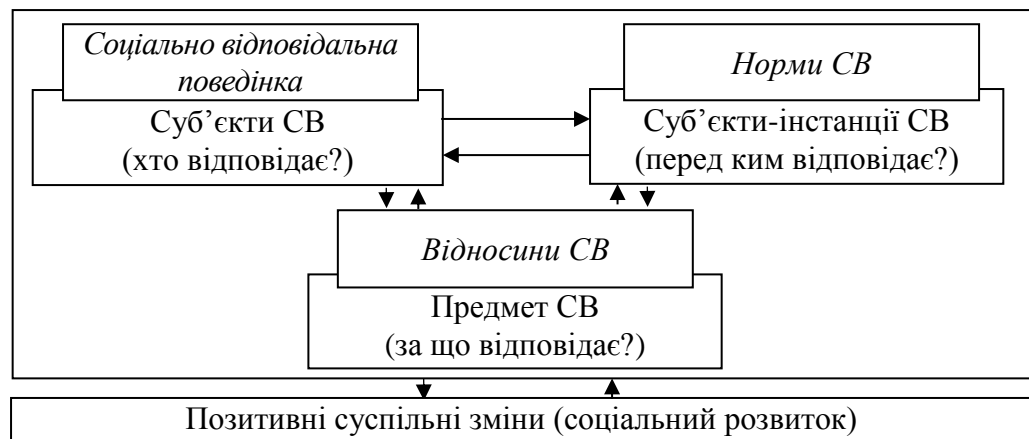 Соціально відповідальна
поведінка
Суб’єкти СВ
(хто відповідає?)
Норми СВ
Суб’єкти-інстанції СВ
(перед ким відповідає?)
Відносини СВ
Предмет СВ
(за що відповідає?)
Позитивні суспільні зміни (соціальний розвиток)